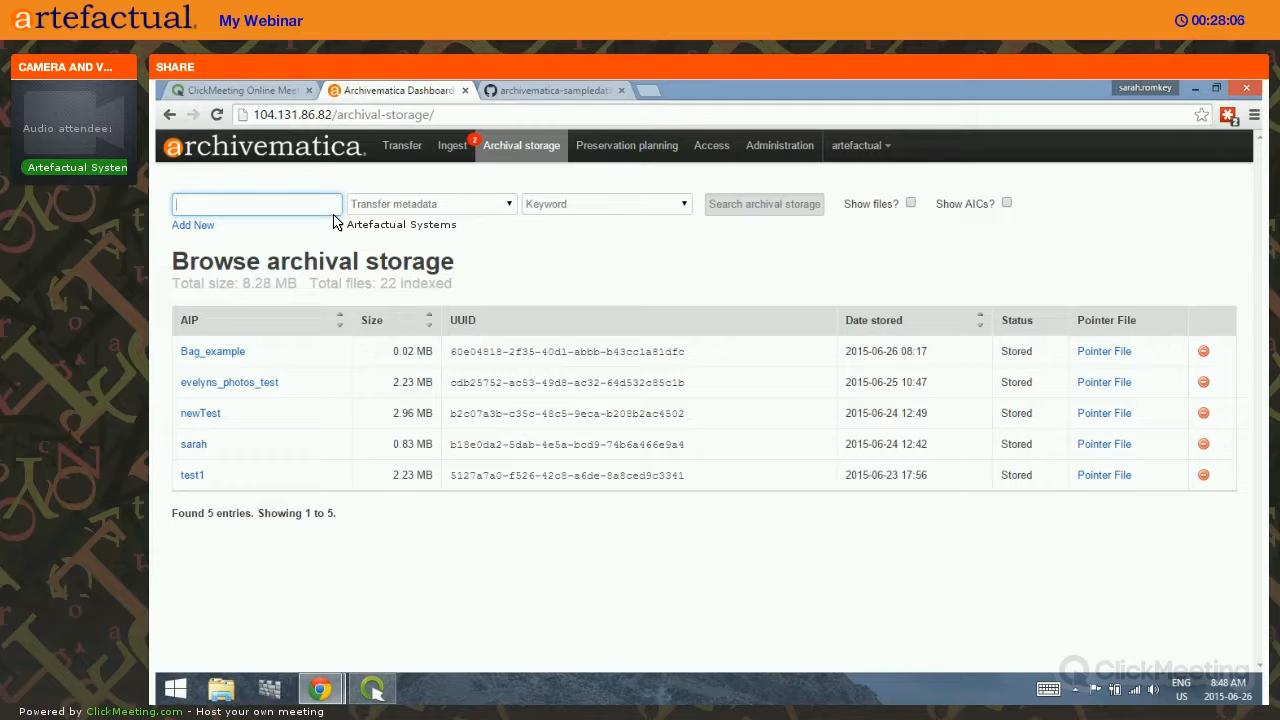 artefactual. My Webinar 00:28:06
CAMERA AND V... SHARE
ClickMeeting Online Meet × Archivematica Dashboard × archivematica-sampledat × sarah.romkey
104.131.86.82/archival-storage/ 2
Audio attendee:
Artefactual System
archivematica. Transfer Ingest 2 Archival storage Preservation planning Access Administration artefactual
Transfer metadata Keyword Search archival storage Show files? Show AICs?
Add New Artefactual Systems
Browse archival storage
Total size: 8.28 MB Total files: 22 indexed
AIP Size UUID Date stored Status Pointer File
Bag_example 0.02 MB 60e04818-2f35-40d1-abbb-b43cc1a81dfc 2015-06-26 08:17 Stored Pointer File
evelyns_photos_test 2.23 MB cdb25752-ac53-49d8-ac32-64d532c85c1b 2015-06-25 10:47 Stored Pointer File
newTest 2.96 MB b2c07a3b-c35c-48c5-9eca-b208b2ac4502 2015-06-24 12:49 Stored Pointer File
sarah 0.83 MB b18e0da2-5dab-4e5a-bcd9-74b6a466e9a4 2015-06-24 12:42 Stored Pointer File
test1 2.23 MB 5127a7a0-f526-42c8-a6de-8a8ced9c3341 2015-06-23 17:56 Stored Pointer File
Found 5 entries. Showing 1 to 5.
ClickMeeting
ENG 8:48 AM
US 2015-06-26
Powered by ClickMeeting.com - Host your own meeting